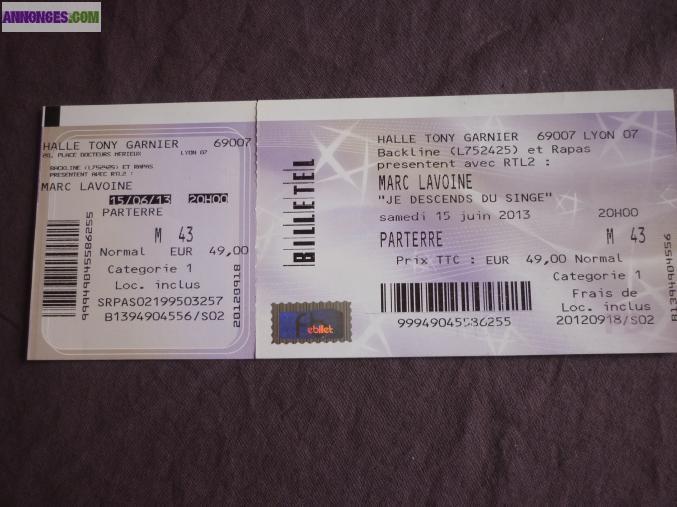 ANNONGES.COM
HALLE TONY GARNIER 69007
20, PLACE DOCTEURS MERIEUX LYON 07
BACKLINE (L752425) ET RAPAS
PRESENTENT AVEC RTL2 :
MARC LAVOINE
15/06/13 20H00
PARTERRE
M 43
Normal EUR 49,00
Categorie 1
Loc. inclus
SRPAS02199503257
B1394904556/S02
99949045586255
20120918
BILLETEL
ebillet
HALLE TONY GARNIER 69007 LYON 07
Backline (L752425) et Rapas
presentent avec RTL2 :
MARC LAVOINE
"JE DESCENDS DU SINGE"
samedi 15 juin 2013 20H00
PARTERRE M 43
Prix TTC : EUR 49,00 Normal
Categorie 1
Frais de
Loc. inclus
99949045586255 20120918/S02